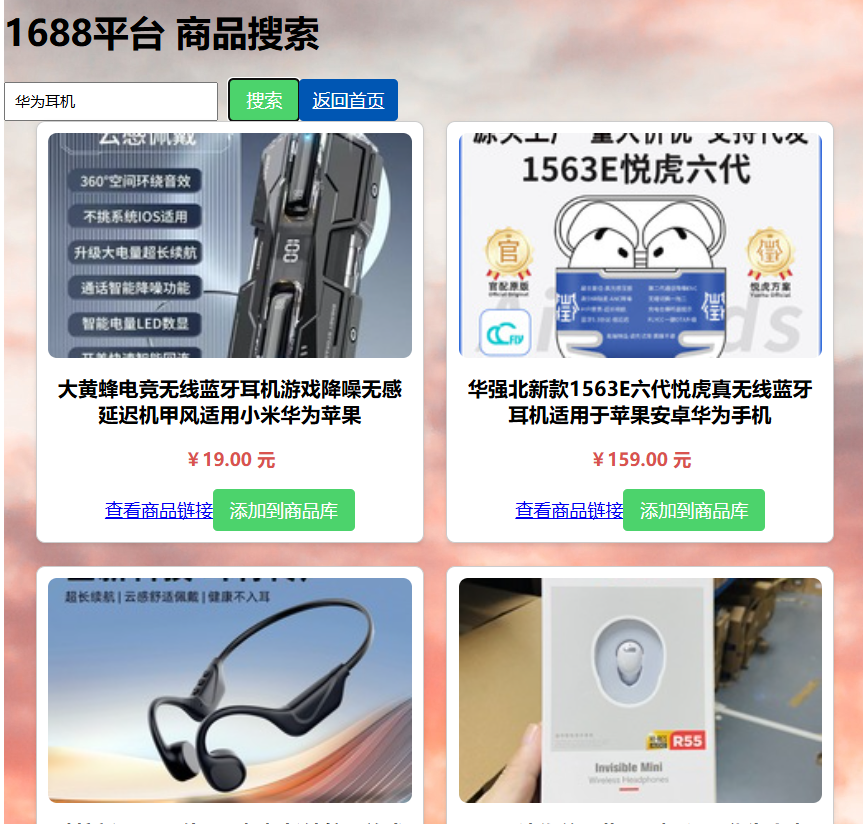 1688平台 商品搜索
华为耳机
搜索
返回首页
云感佩戴
360°空间环绕音效
不挑系统IOS适用
升级大电量超长续航
通话智能降噪功能
智能电量LED数显
大黄蜂电竞无线蓝牙耳机游戏降噪无感
延迟机甲风适用小米华为苹果
￥19.00 元
查看商品链接
添加到商品库
1563E悦虎六代
官
官配原版
Official Original
悦虎方案
Yuehu Official
华强北新款1563E六代悦虎真无线蓝牙
耳机适用于苹果安卓华为手机
￥159.00 元
查看商品链接
添加到商品库
超长续航 | 云感舒适佩戴 | 健康不入耳
R55
Invisible Mini
Wireless Headphones